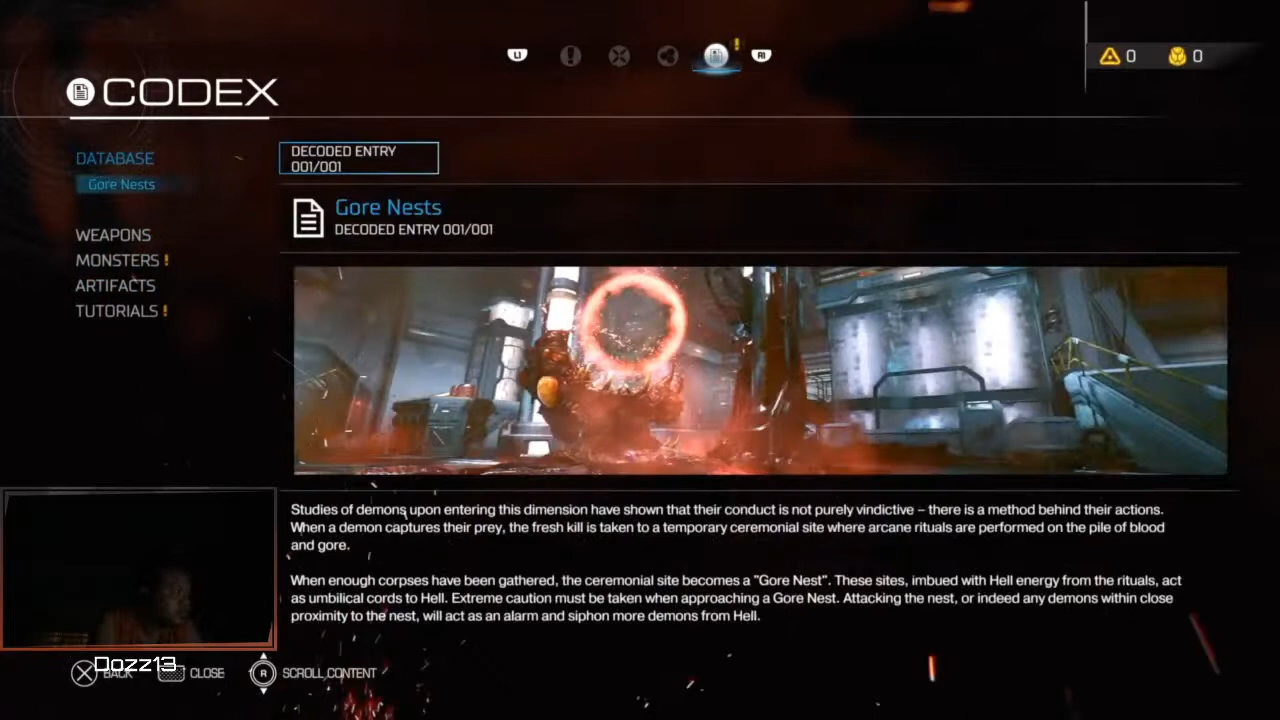 L1
R1
0
0
CODEX
DATABASE
Gore Nests
WEAPONS
MONSTERS !
ARTIFACTS
TUTORIALS !
DECODED ENTRY
001/001
Gore Nests
DECODED ENTRY 001/001
Studies of demons upon entering this dimension have shown that their conduct is not purely vindictive – there is a method behind their actions.
When a demon captures their prey, the fresh kill is taken to a temporary ceremonial site where arcane rituals are performed on the pile of blood
and gore.
When enough corpses have been gathered, the ceremonial site becomes a "Gore Nest". These sites, imbued with Hell energy from the rituals, act
as umbilical cords to Hell. Extreme caution must be taken when approaching a Gore Nest. Attacking the nest, or indeed any demons within close
proximity to the nest, will act as an alarm and siphon more demons from Hell.
Dozz13
BACK
CLOSE
R
SCROLL CONTENT